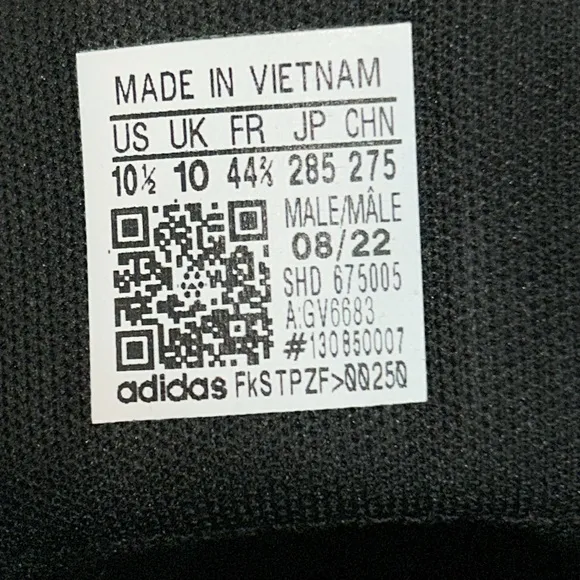 MADE IN VIETNAM
US UK FR JP CHN
10½ 10 44⅔ 285 275
MALE/MÂLE
08/22
SHD 675005
A:GV6683
#130850007
adidas FkSTPZF>00250